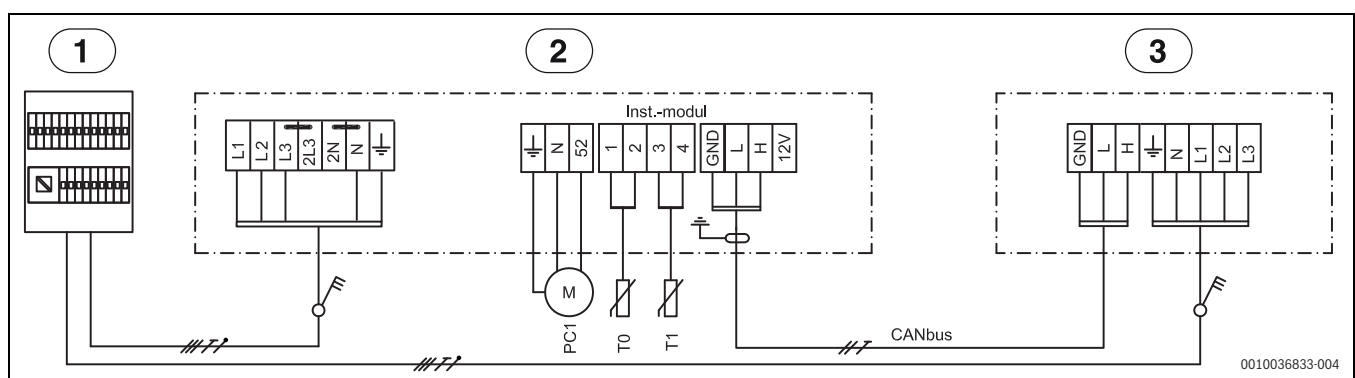 1
2
3
Inst.-modul
L1 L2 L3 2L3 2N N
N 52 1 2 3 4 GND L H 12V
GND L H N L1 L2 L3
M
PC1 T0 T1
CANbus
0010036833-004